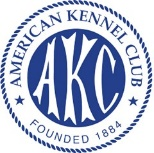 AMERICAN KENNEL CLUB
AKC
FOUNDED 1884